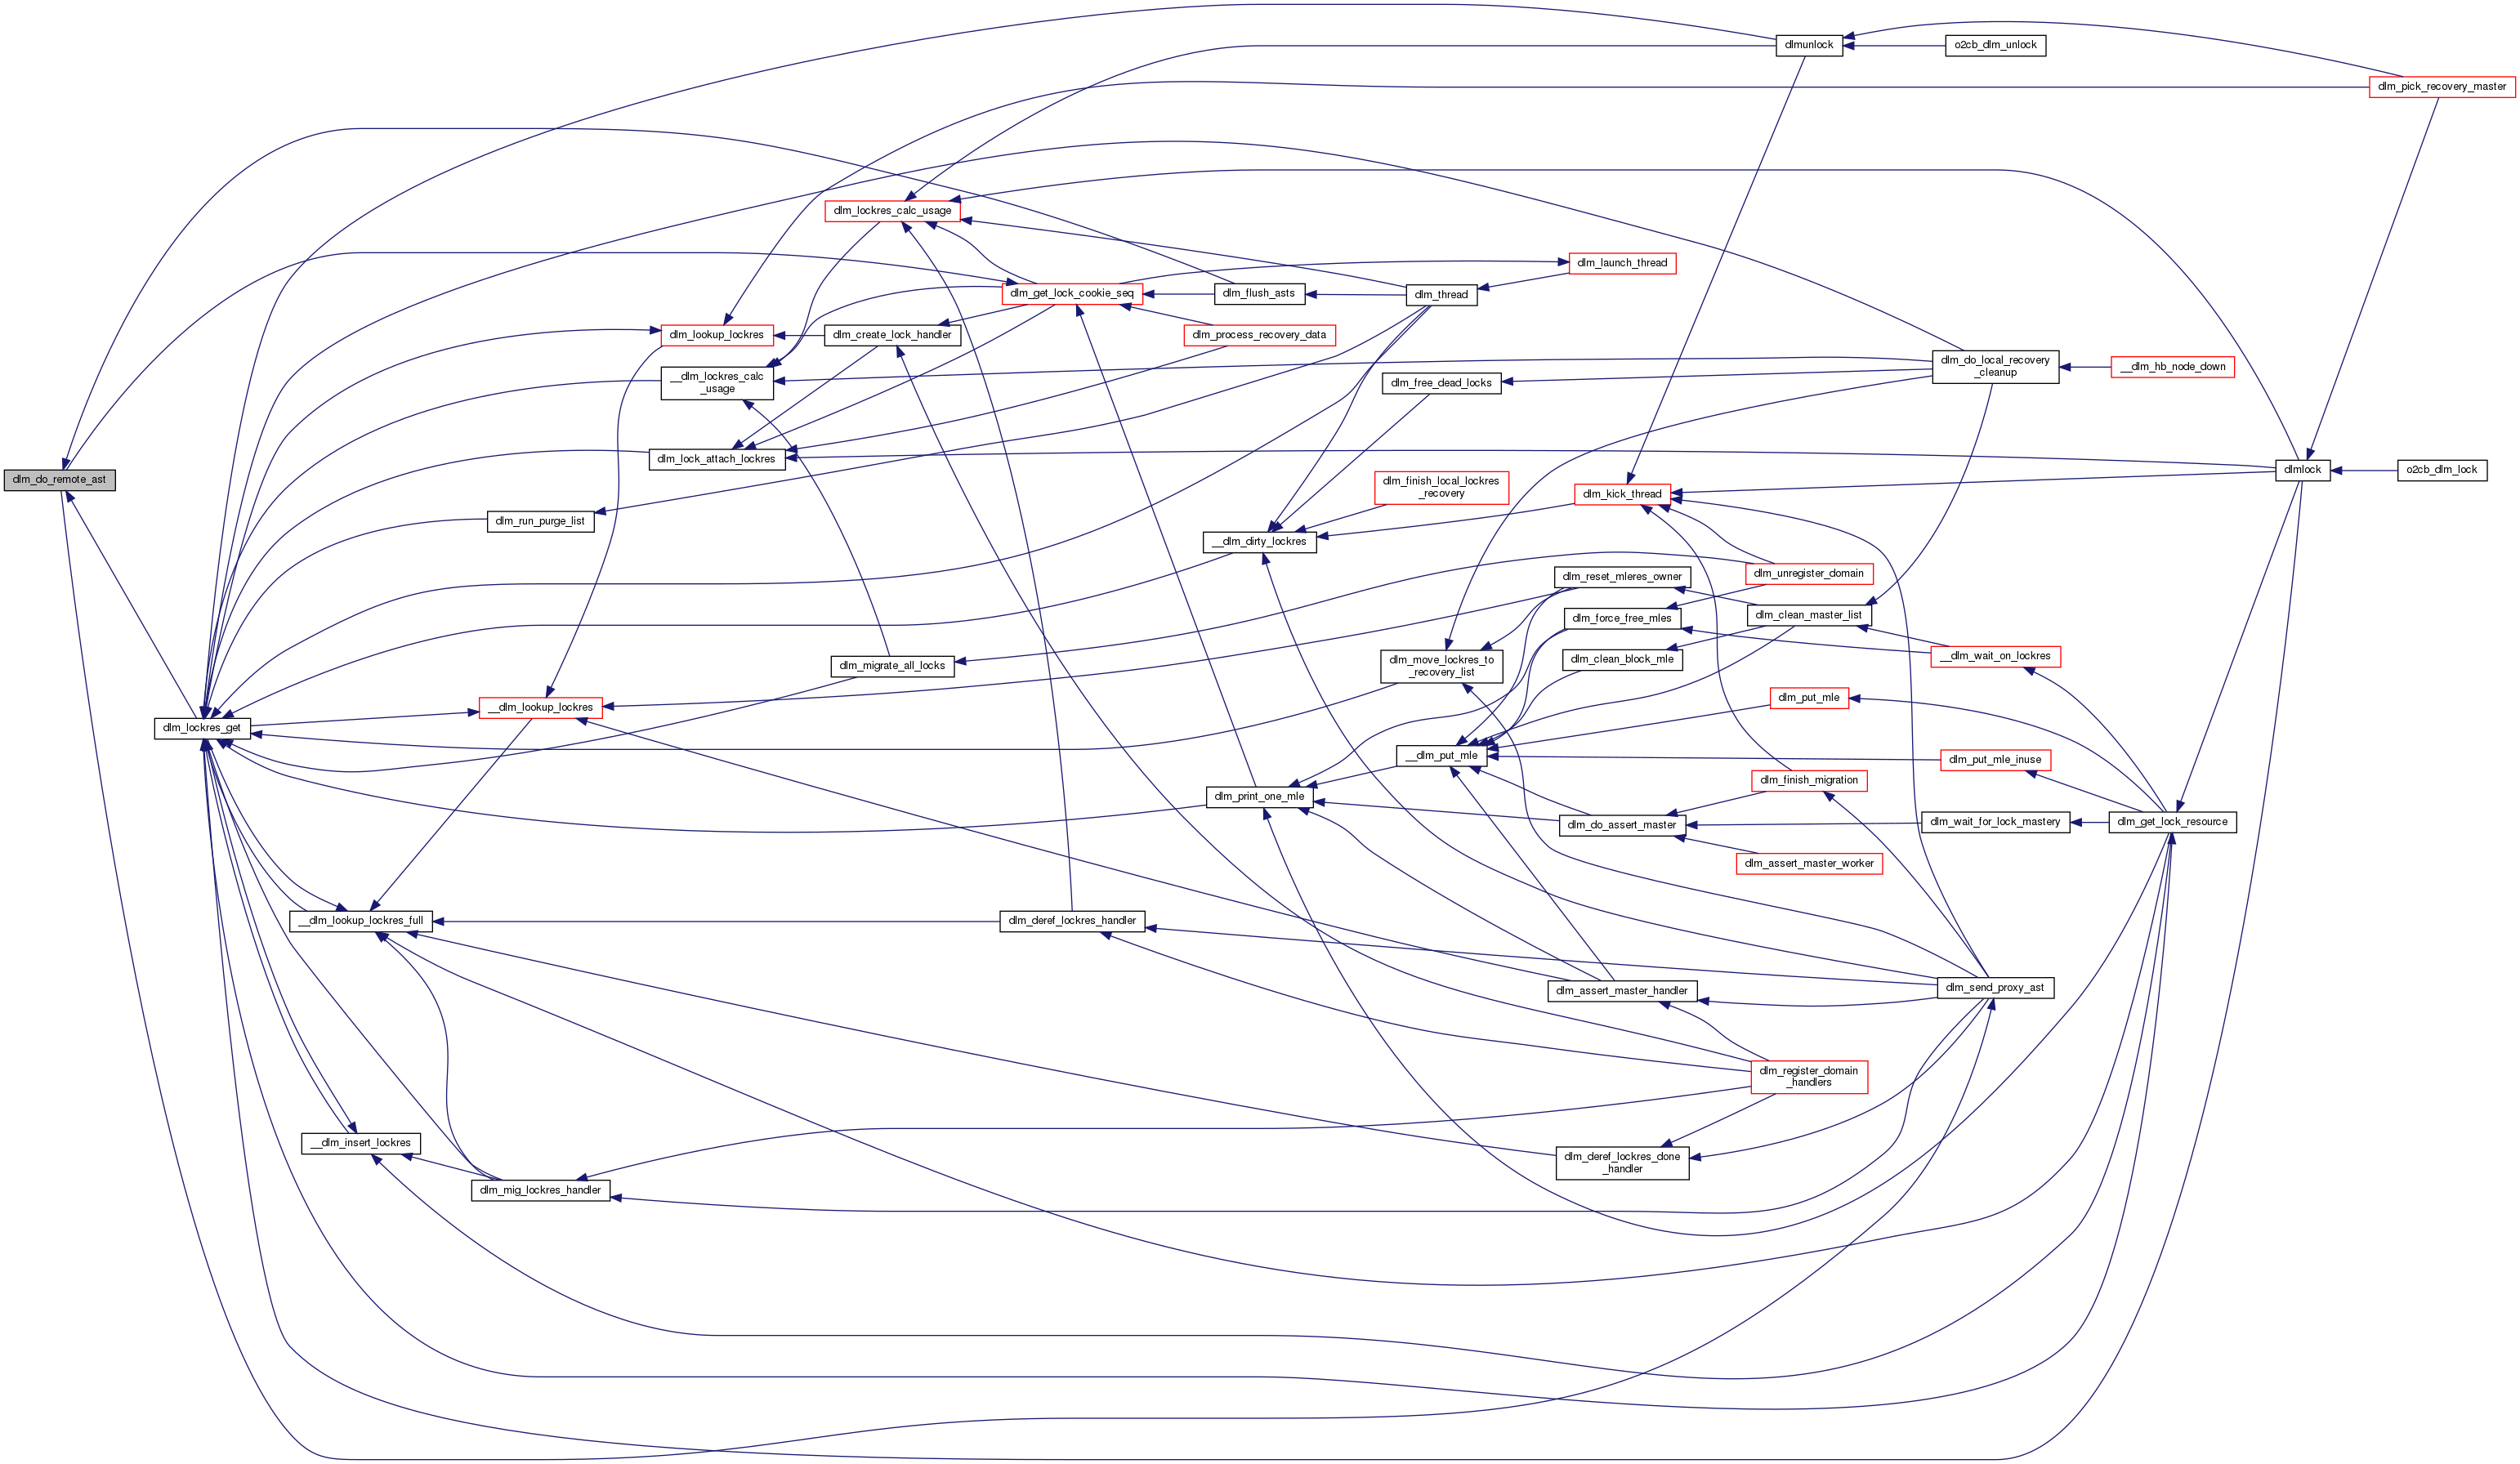 dlmunlock
o2cb_dlm_unlock
dlm_pick_recovery_master
dlm_lockres_calc_usage
dlm_launch_thread
dlm_get_lock_cookie_seq
dlm_flush_asts
dlm_thread
dlm_lookup_lockres
dlm_create_lock_handler
dlm_process_recovery_data
__dlm_lockres_calc
_usage
dlm_free_dead_locks
dlm_do_local_recovery
_cleanup
__dlm_hb_node_down
dlm_do_remote_ast
dlm_lock_attach_lockres
dlmlock
o2cb_dlm_lock
dlm_finish_local_lockres
_recovery
dlm_kick_thread
dlm_run_purge_list
__dlm_dirty_lockres
dlm_reset_mleres_owner
dlm_unregister_domain
dlm_force_free_mles
dlm_clean_master_list
dlm_migrate_all_locks
dlm_move_lockres_to
_recovery_list
dlm_clean_block_mle
__dlm_wait_on_lockres
dlm_lockres_get
__dlm_lookup_lockres
dlm_put_mle
__dlm_put_mle
dlm_put_mle_inuse
dlm_print_one_mle
dlm_finish_migration
dlm_do_assert_master
dlm_wait_for_lock_mastery
dlm_get_lock_resource
dlm_assert_master_worker
__dlm_lookup_lockres_full
dlm_deref_lockres_handler
dlm_assert_master_handler
dlm_send_proxy_ast
dlm_register_domain
_handlers
__dlm_insert_lockres
dlm_deref_lockres_done
_handler
dlm_mig_lockres_handler